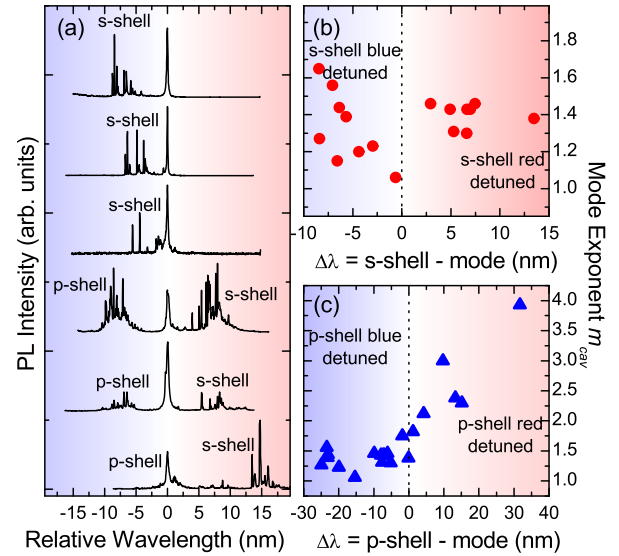 (a)
s-shell
s-shell
s-shell
p-shell
s-shell
p-shell
s-shell
p-shell
s-shell
PL Intensity (arb. units)
-15 -10 -5 0 5 10 15
Relative Wavelength (nm)
(b)
s-shell blue
detuned
s-shell red
detuned
1.8
1.6
1.4
1.2
1.0
-10 -5 0 5 10 15
Δλ = s-shell - mode (nm)
Mode Exponent m_cav
(c)
p-shell blue
detuned
p-shell red
detuned
4.0
3.5
3.0
2.5
2.0
1.5
1.0
-30 -20 -10 0 10 20 30 40
Δλ = p-shell - mode (nm)